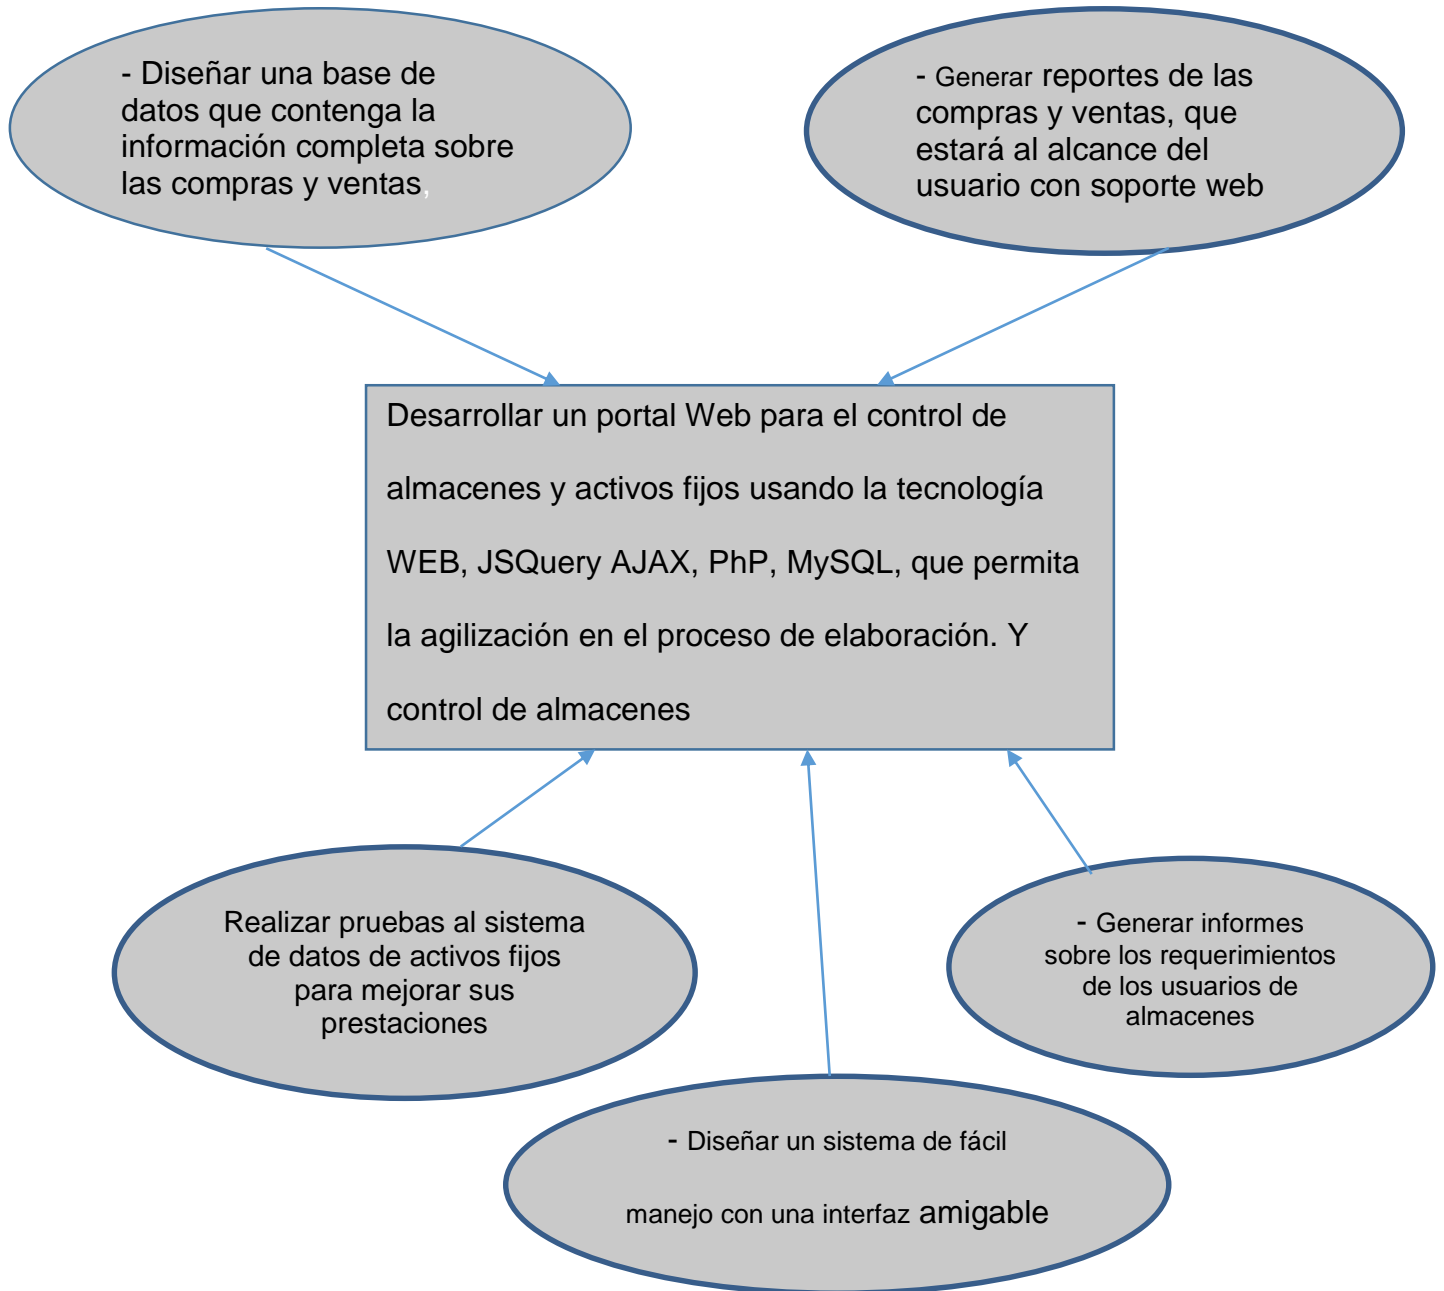 - Diseñar una base de
datos que contenga la
información completa sobre
las compras y ventas,
- Generar reportes de las
compras y ventas, que
estará al alcance del
usuario con soporte web
Desarrollar un portal Web para el control de
almacenes y activos fijos usando la tecnología
WEB, JSQuery AJAX, PhP, MySQL, que permita
la agilización en el proceso de elaboración. Y
control de almacenes
Realizar pruebas al sistema
de datos de activos fijos
para mejorar sus
prestaciones
- Generar informes
sobre los requerimientos
de los usuarios de
almacenes
- Diseñar un sistema de fácil
manejo con una interfaz amigable